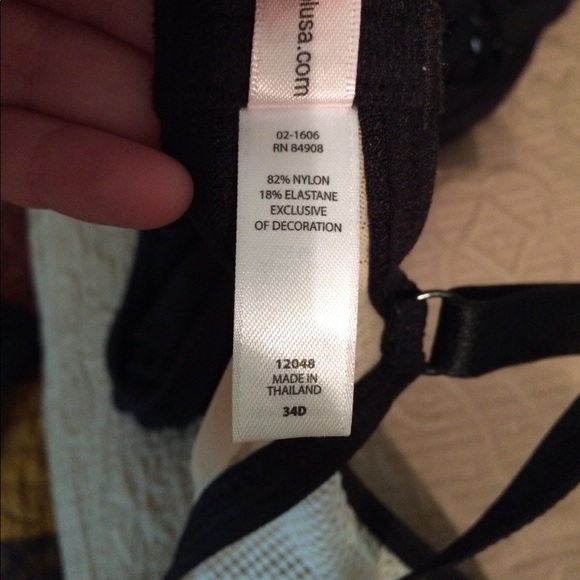 lusa.com
02-1606
RN 84908
82% NYLON
18% ELASTANE
EXCLUSIVE
OF DECORATION
12048
MADE IN
THAILAND
34D